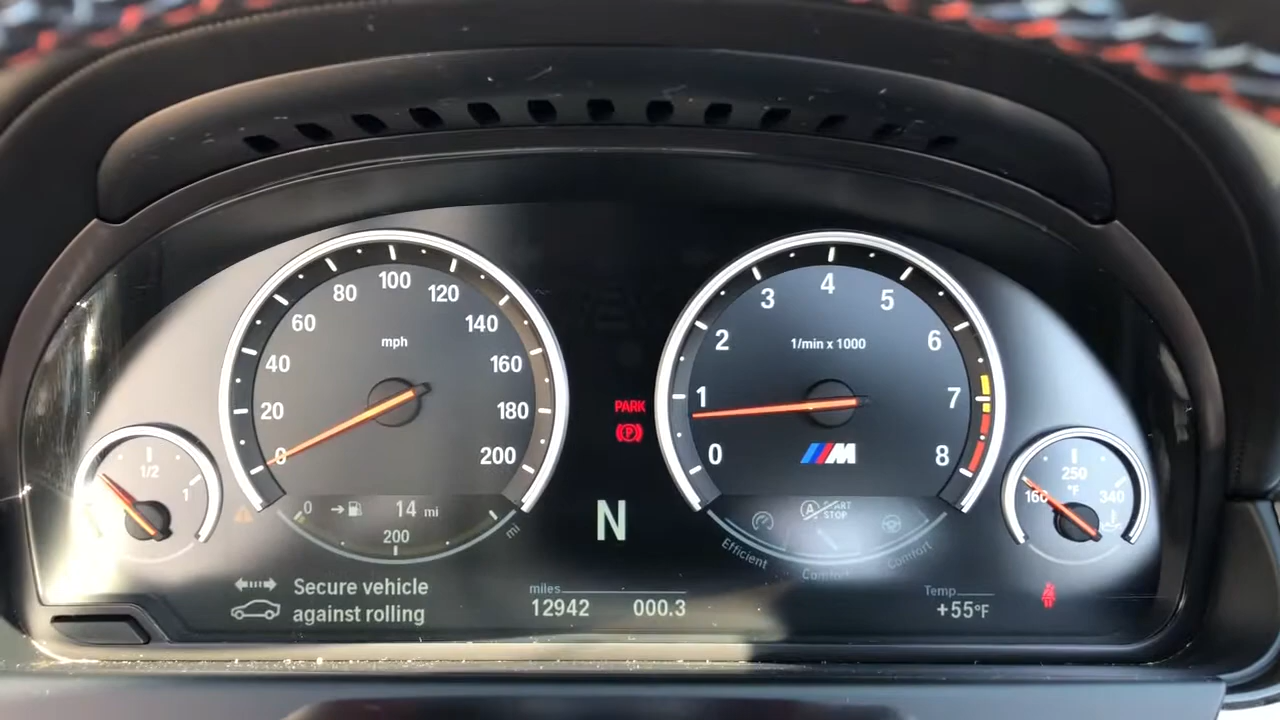 100
80
120
60
140
mph
40
160
20
180
0
200
4
3
5
2
6
1/min x 1000
1
7
0
8
M
PARK
P
1/2
1
0
14 mi
200
mi
N
A START
STOP
Efficient
Comfort
Comfort
250
°F
160
340
Secure vehicle
against rolling
miles
12942 000.3
Temp
+55°F